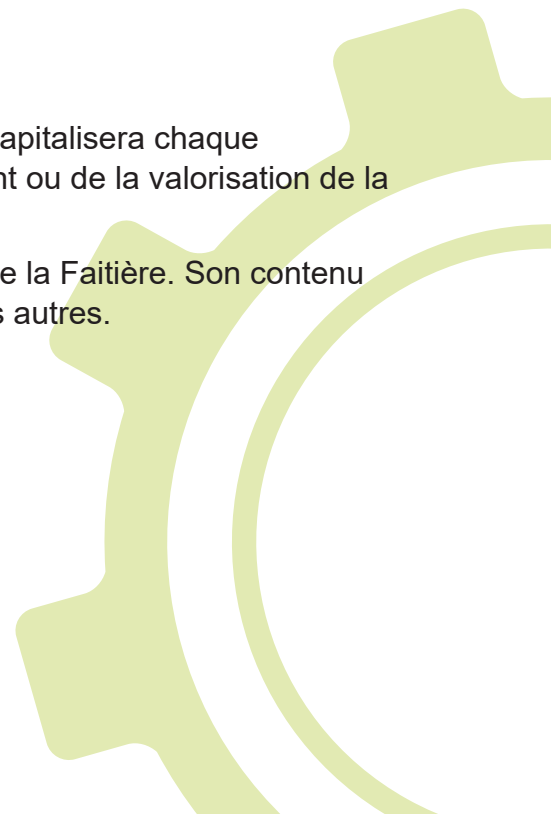 apitalisera chaque
nt ou de la valorisation de la
e la Faitière. Son contenu
s autres.